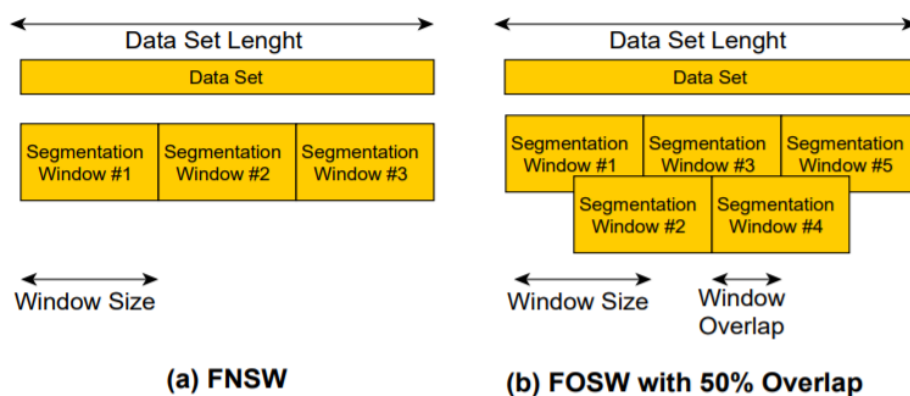 Data Set Lenght
Data Set
Segmentation
Window #1
Segmentation
Window #2
Segmentation
Window #3
Window Size
(a) FNSW
Data Set Lenght
Data Set
Segmentation
Window #1
Segmentation
Window #3
Segmentation
Window #5
Segmentation
Window #2
Segmentation
Window #4
Window Size
Window
Overlap
(b) FOSW with 50% Overlap